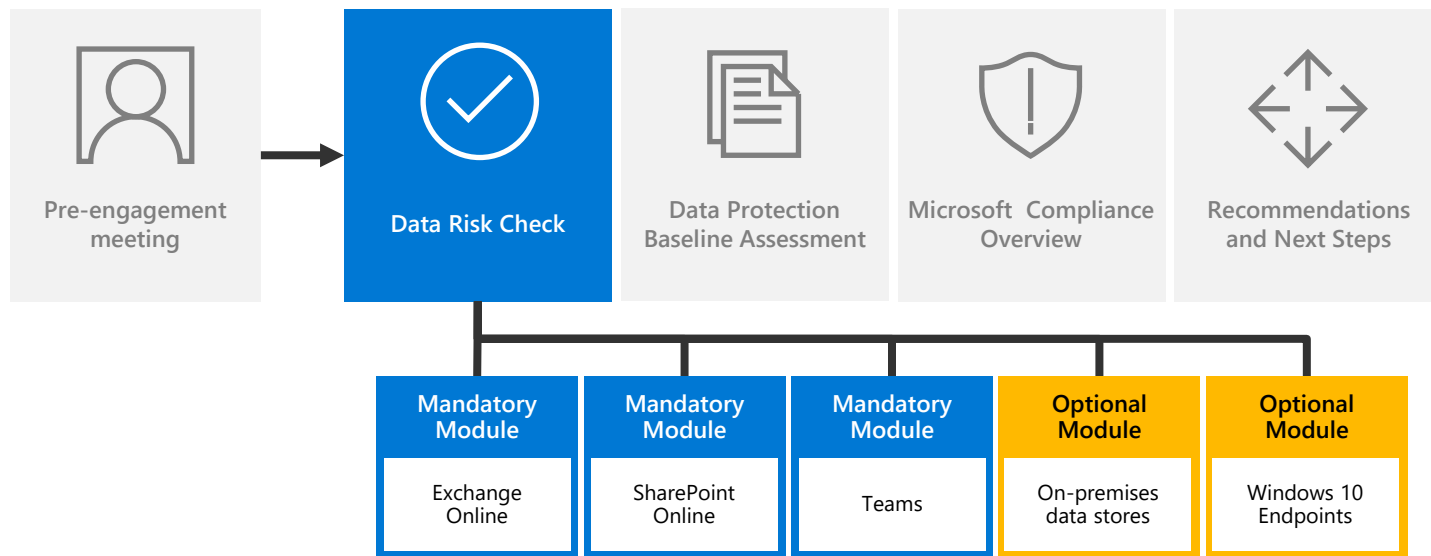 Pre-engagement
meeting
Data Risk Check
Data Protection
Baseline Assessment
Microsoft Compliance
Overview
Recommendations
and Next Steps
Mandatory
Module
Exchange
Online
Mandatory
Module
SharePoint
Online
Mandatory
Module
Teams
Optional
Module
On-premises
data stores
Optional
Module
Windows 10
Endpoints